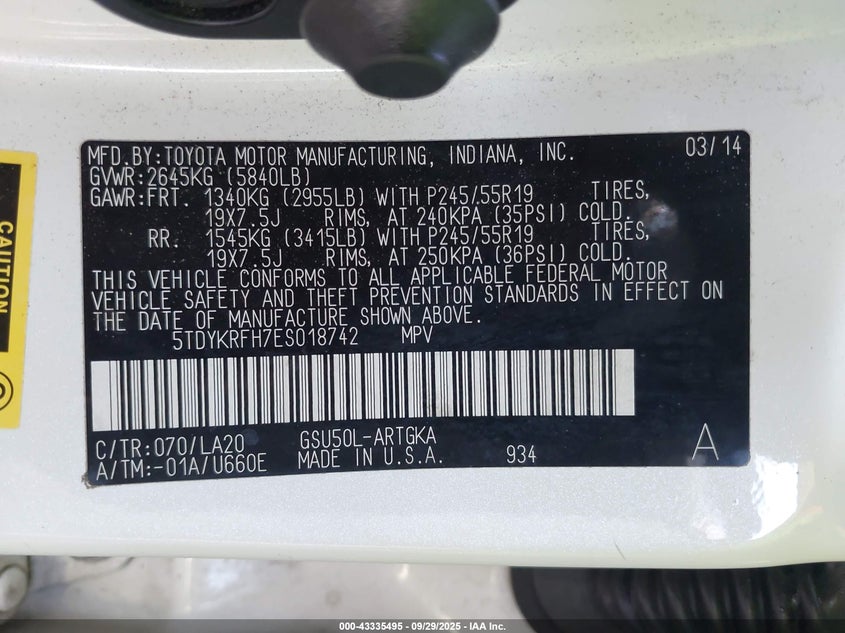 MFD.BY:TOYOTA MOTOR MANUFACTURING, INDIANA, INC. 03/14
GVWR:2645KG (5840LB)
GAWR:FRT. 1340KG (2955LB) WITH P245/55R19 TIRES,
19X7.5J RIMS, AT 240KPA (35PSI) COLD.
RR. 1545KG (3415LB) WITH P245/55R19 TIRES,
19X7.5J RIMS, AT 250KPA (36PSI) COLD.
THIS VEHICLE CONFORMS TO ALL APPLICABLE FEDERAL MOTOR
VEHICLE SAFETY AND THEFT PREVENTION STANDARDS IN EFFECT ON
THE DATE OF MANUFACTURE SHOWN ABOVE.
5TDYKRFH7ES018742 MPV
C/TR:070/LA20 GSU50L-ARTGKA
A/TM:-01A/U660E MADE IN U.S.A. 934 A
CAUTION
000-43335495 - 09/29/2025 - IAA Inc.